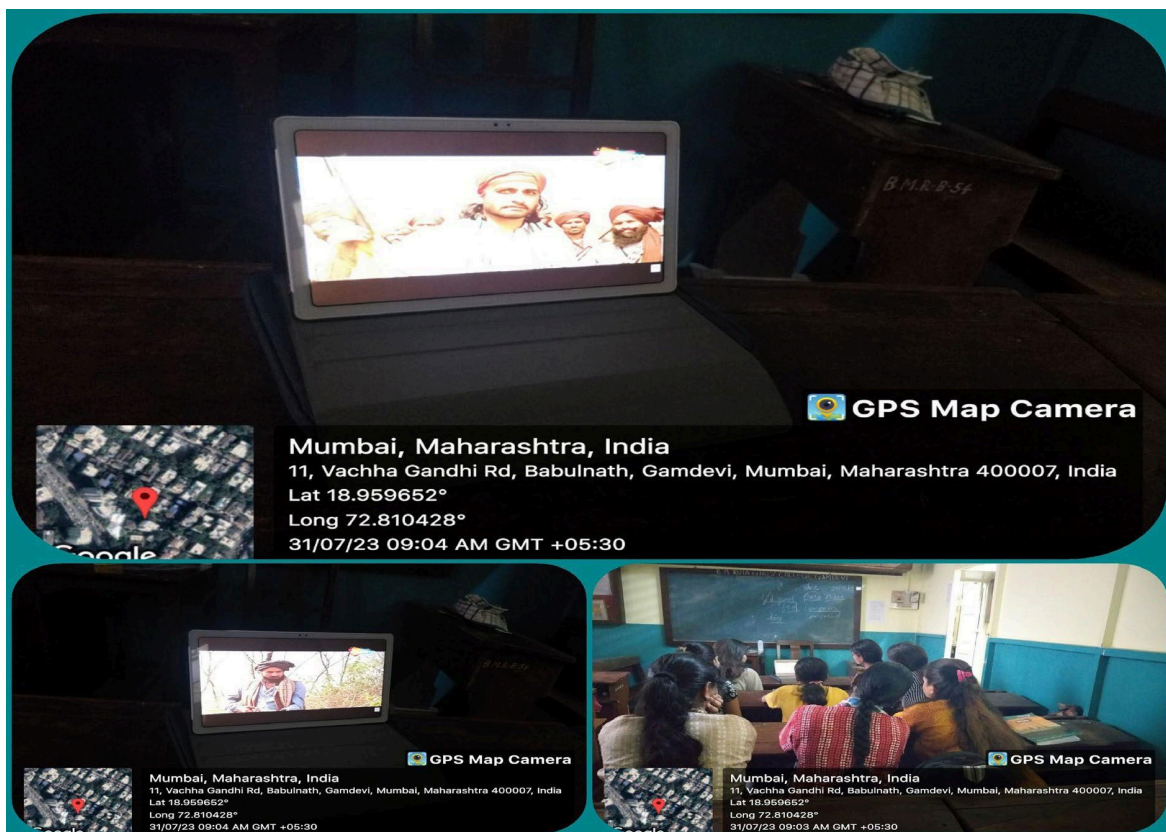 B.M.R-B-54
GPS Map Camera
Mumbai, Maharashtra, India
11, Vachha Gandhi Rd, Babulnath, Gamdevi, Mumbai, Maharashtra 400007, India
Lat 18.959652°
Long 72.810428°
31/07/23 09:04 AM GMT +05:30
Google
GPS Map Camera
Mumbai, Maharashtra, India
11, Vachha Gandhi Rd, Babulnath, Gamdevi, Mumbai, Maharashtra 400007, India
Lat 18.959652°
Long 72.810428°
31/07/23 09:04 AM GMT +05:30
GPS Map Camera
Mumbai, Maharashtra, India
11, Vachha Gandhi Rd, Babulnath, Gamdevi, Mumbai, Maharashtra 400007, India
Lat 18.959652°
Long 72.810428°
31/07/23 09:03 AM GMT +05:30